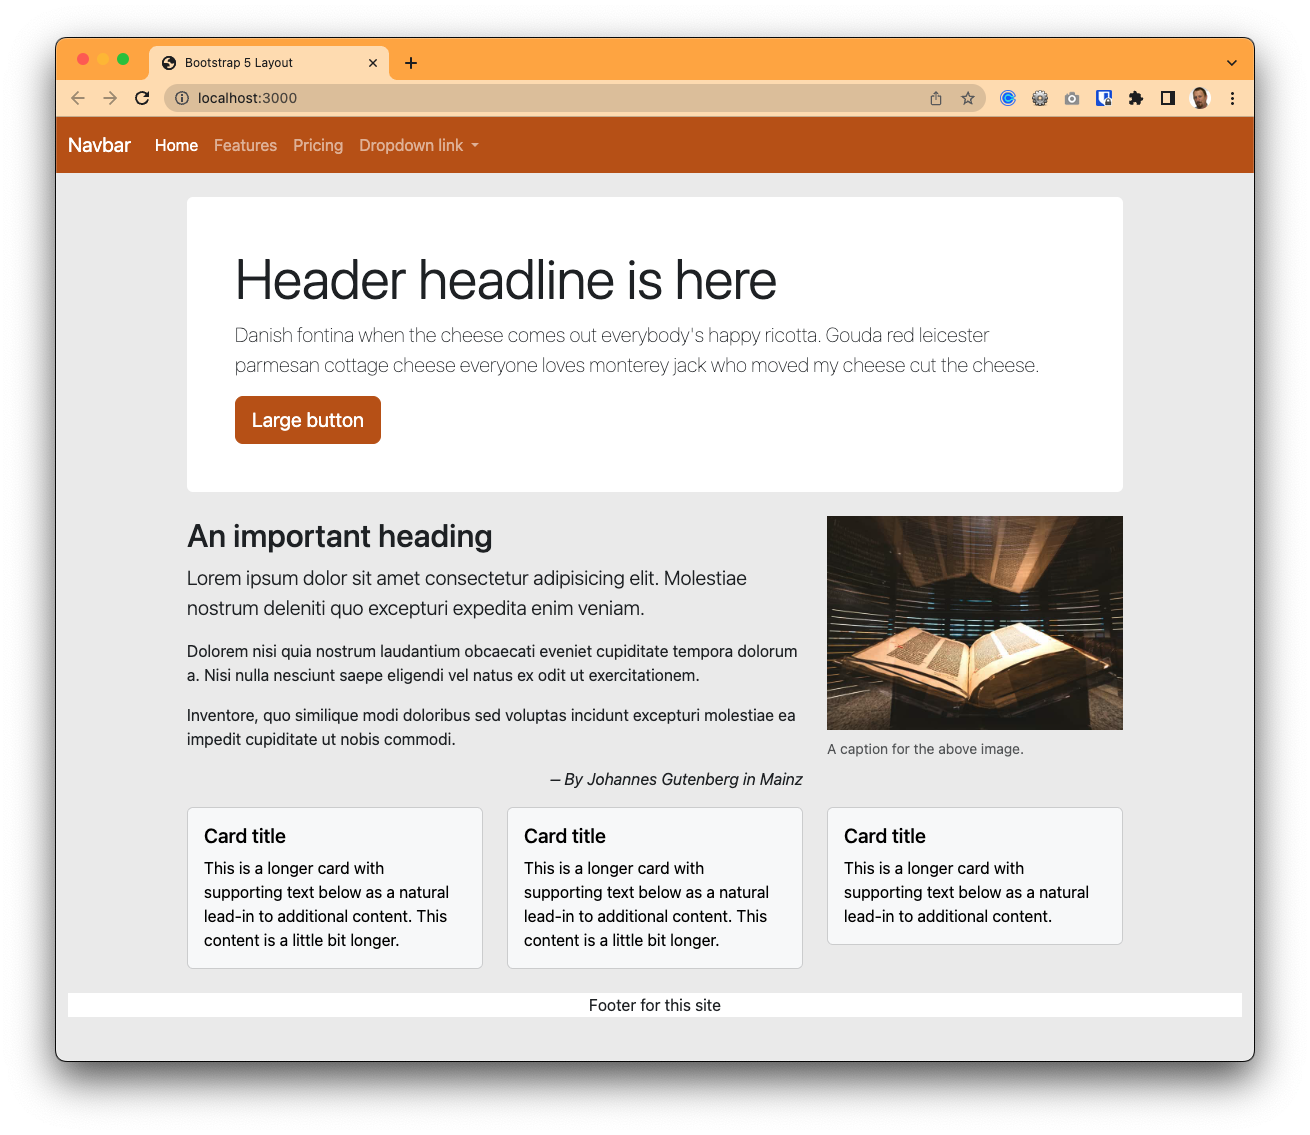 Bootstrap 5 Layout
localhost:3000
Navbar Home Features Pricing Dropdown link
Header headline is here
Danish fontina when the cheese comes out everybody's happy ricotta. Gouda red leicester
parmesan cottage cheese everyone loves monterey jack who moved my cheese cut the cheese.
Large button
An important heading
Lorem ipsum dolor sit amet consectetur adipisicing elit. Molestiae
nostrum deleniti quo excepturi expedita enim veniam.
Dolorem nisi quia nostrum laudantium obcaecati eveniet cupiditate tempora dolorum
a. Nisi nulla nesciunt saepe eligendi vel natus ex odit ut exercitationem.
Inventore, quo similique modi doloribus sed voluptas incidunt excepturi molestiae ea
impedit cupiditate ut nobis commodi.
— By Johannes Gutenberg in Mainz
A caption for the above image.
Card title
This is a longer card with
supporting text below as a natural
lead-in to additional content. This
content is a little bit longer.
Card title
This is a longer card with
supporting text below as a natural
lead-in to additional content. This
content is a little bit longer.
Card title
This is a longer card with
supporting text below as a natural
lead-in to additional content.
Footer for this site